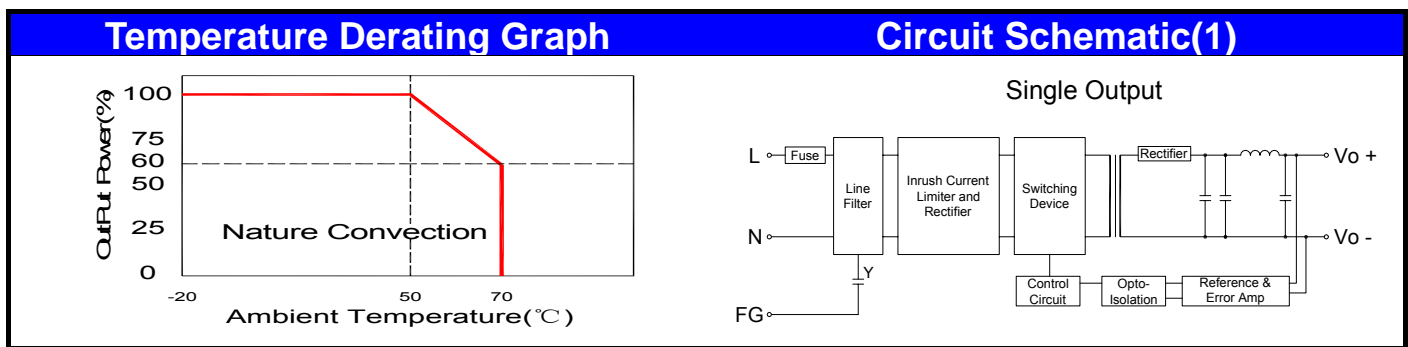 Temperature Derating Graph
OutPut Power(%)
100
75
60
50
25
0
Nature Convection
-20
50
70
Ambient Temperature(℃)
Circuit Schematic(1)
Single Output
L
Fuse
Line
Filter
Inrush Current
Limiter and
Rectifier
Switching
Device
Rectifier
Vo +
N
Vo -
Y
Control
Circuit
Opto-
Isolation
Reference &
Error Amp
FG